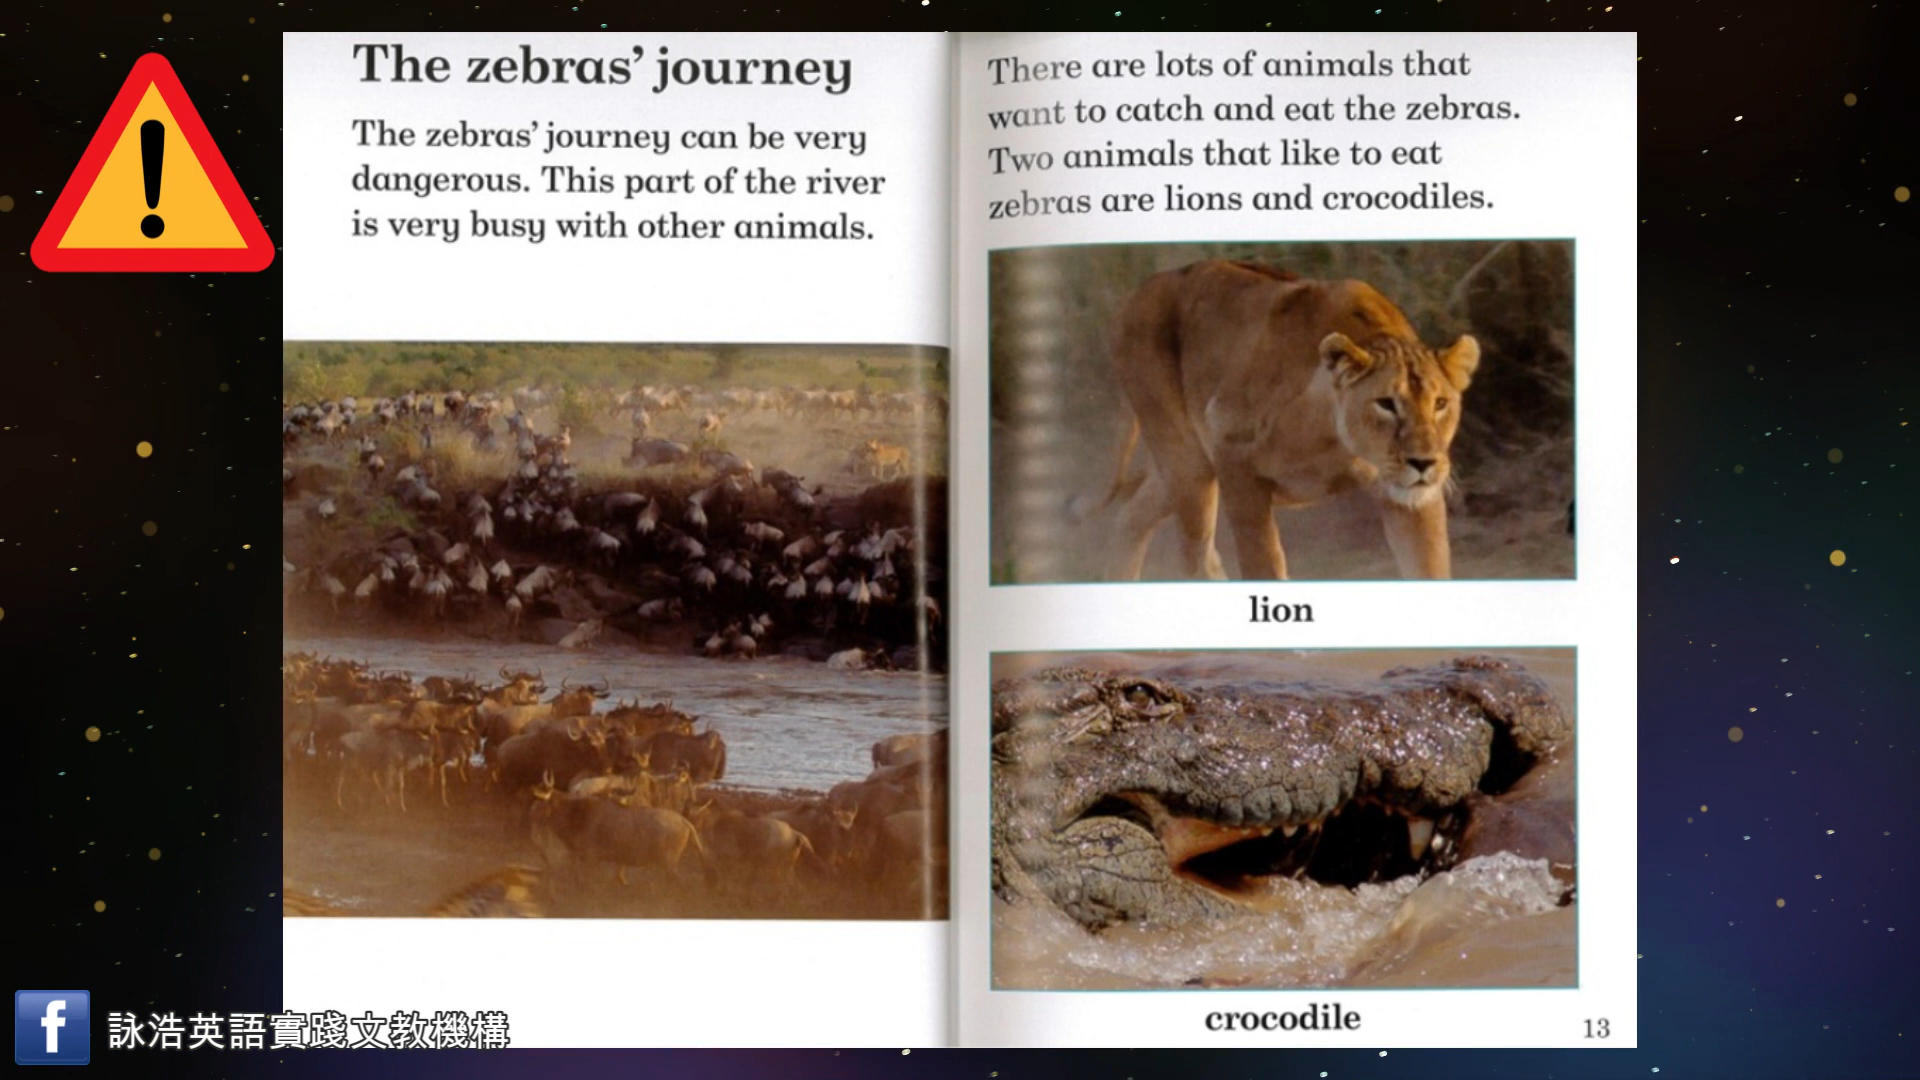 The zebras’ journey
The zebras’ journey can be very
dangerous. This part of the river
is very busy with other animals.
There are lots of animals that
want to catch and eat the zebras.
Two animals that like to eat
zebras are lions and crocodiles.
lion
crocodile
13
f
詠浩英語實踐文教機構